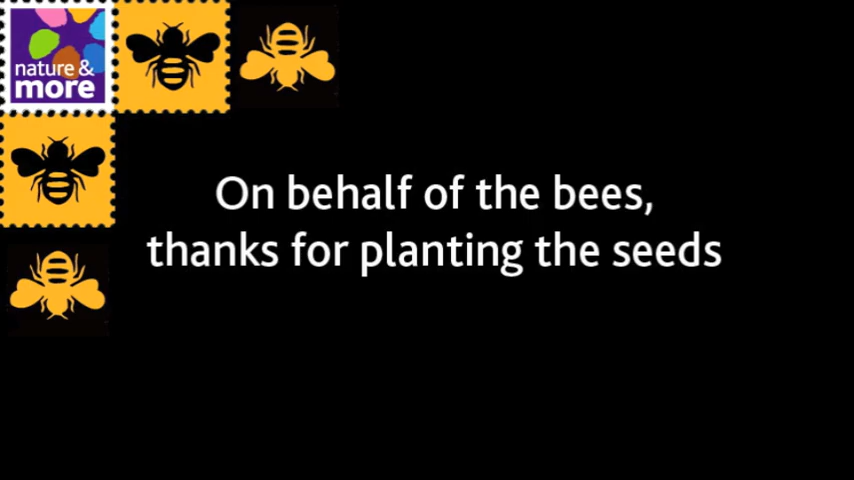 nature &
more
On behalf of the bees,
thanks for planting the seeds